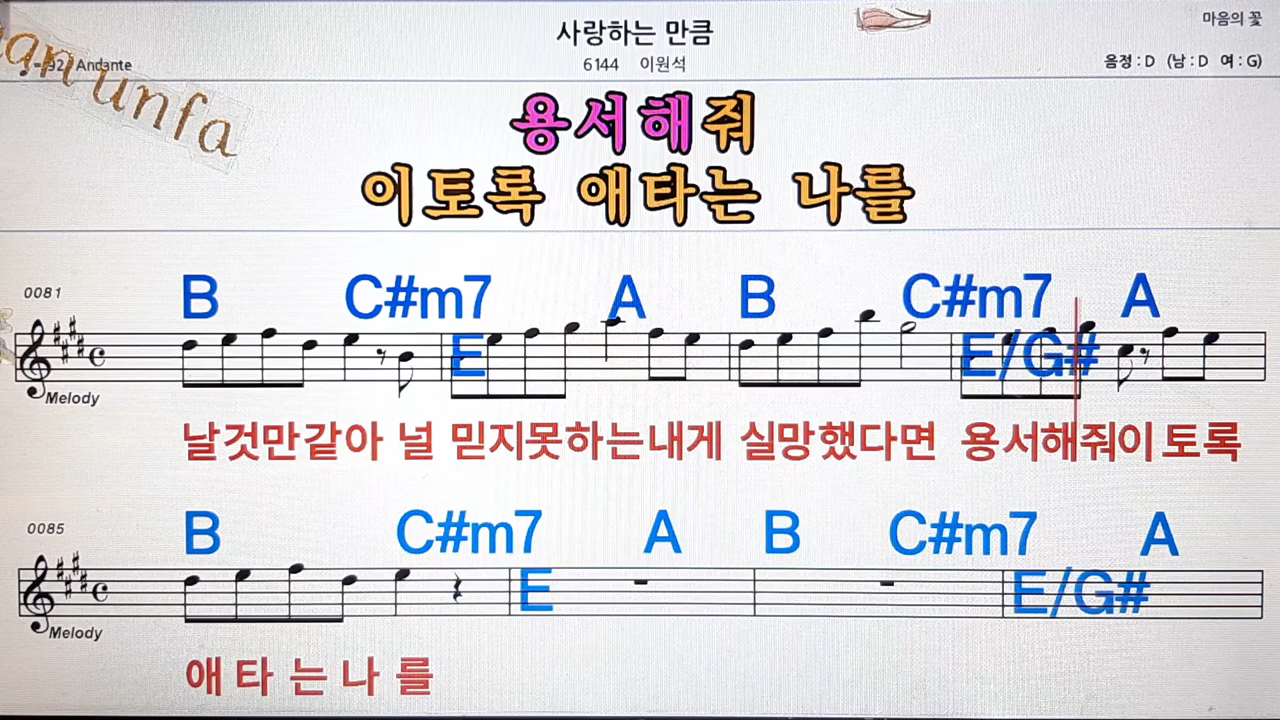 사랑하는 만큼
마음의 꽃
an unfa
♩=92 Andante
6144 이원석
음정 : D (남 : D 여 : G)
용서해줘
이토록 애타는 나를
0081
B C#m7 A B C#m7 A
E E/G#
Melody
날것만같아 널 믿지못하는내게 실망했다면 용서해줘이 토록
0085
B C#m7 A B C#m7 A
E E/G#
Melody
애 타 는 나 를